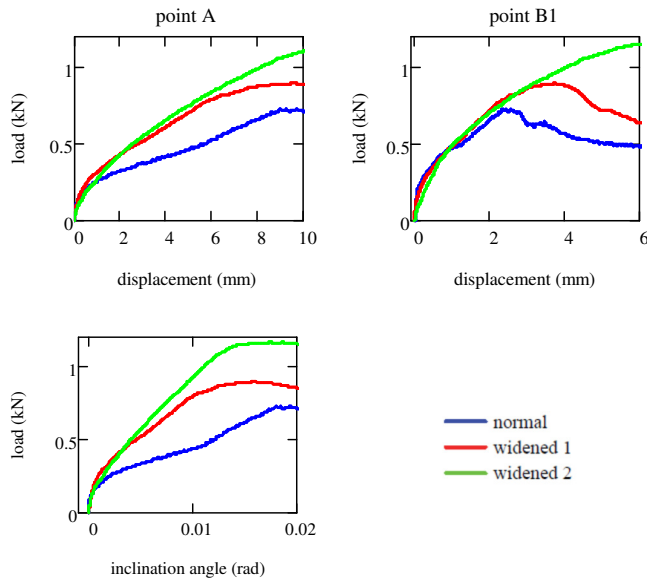 point A
load (kN)
1
0.5
0
0 2 4 6 8 10
displacement (mm)
point B1
load (kN)
1
0.5
0
0 2 4 6
displacement (mm)
load (kN)
1
0.5
0
0 0.01 0.02
inclination angle (rad)
normal
widened 1
widened 2